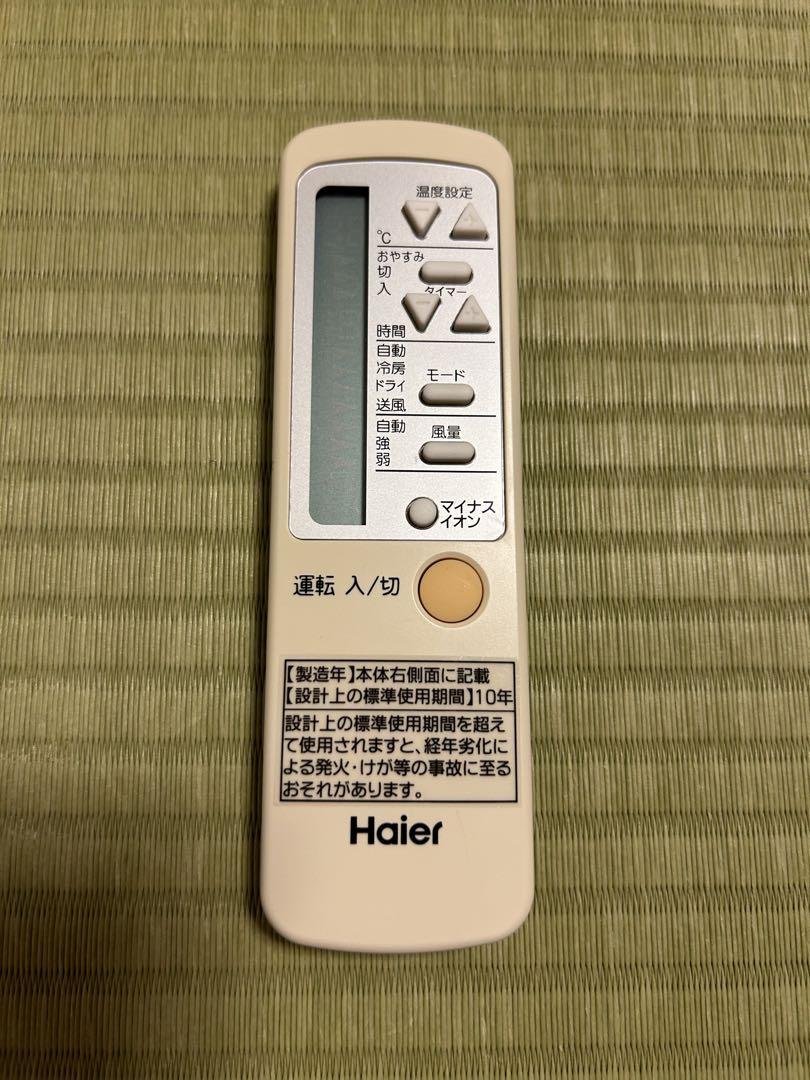 温度設定
− +
℃
おやすみ
切
入
タイマー
− +
時間
自動
冷房
ドライ
送風
モード
自動
強
弱
風量
マイナス
イオン
運転 入/切
【製造年】本体右側面に記載
【設計上の標準使用期間】10年
設計上の標準使用期間を超え
て使用されますと、経年劣化に
よる発火・けが等の事故に至る
おそれがあります。
Haier